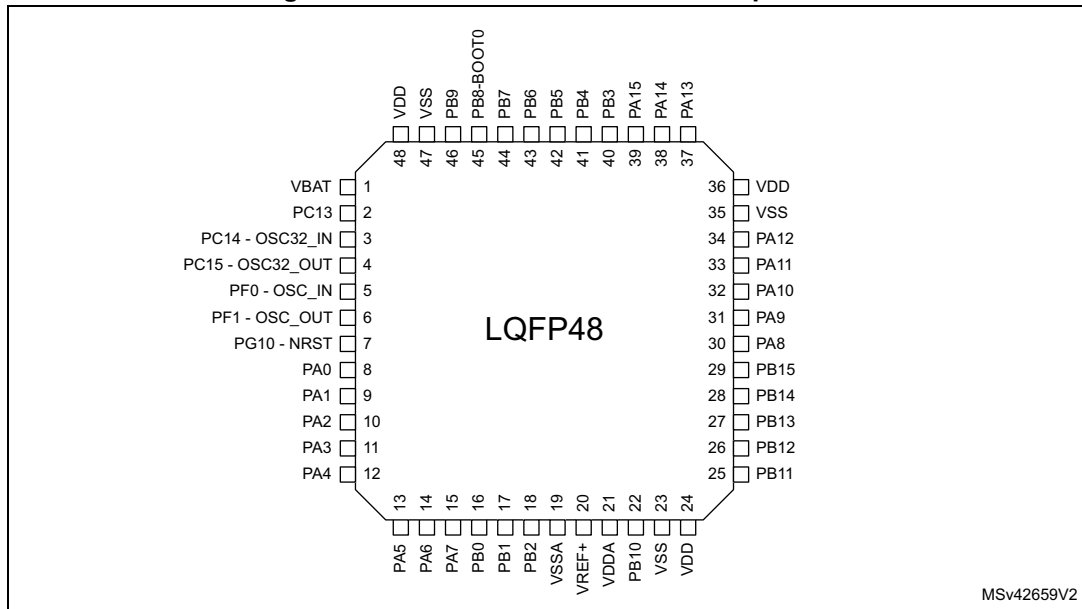 VDD
VSS
PB9
PB8-BOOT0
PB7
PB6
PB5
PB4
PB3
PA15
PA14
PA13
48
47
46
45
44
43
42
41
40
39
38
37
VBAT 1
PC13 2
PC14 - OSC32_IN 3
PC15 - OSC32_OUT 4
PF0 - OSC_IN 5
PF1 - OSC_OUT 6
PG10 - NRST 7
PA0 8
PA1 9
PA2 10
PA3 11
PA4 12
LQFP48
36 VDD
35 VSS
34 PA12
33 PA11
32 PA10
31 PA9
30 PA8
29 PB15
28 PB14
27 PB13
26 PB12
25 PB11
13
14
15
16
17
18
19
20
21
22
23
24
PA5
PA6
PA7
PB0
PB1
PB2
VSSA
VREF+
VDDA
PB10
VSS
VDD
MSv42659V2